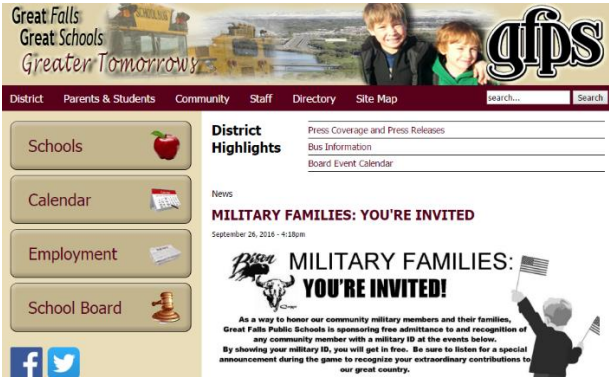 Great Falls
Great Schools
Greater Tomorrows
gfps
District Parents & Students Community Staff Directory Site Map search... Search
Schools
Calendar
Employment
School Board
District
Highlights
Press Coverage and Press Releases
Bus Information
Board Event Calendar
News
MILITARY FAMILIES: YOU'RE INVITED
September 26, 2016 - 4:18pm
Bison
MILITARY FAMILIES:
YOU'RE INVITED!
As a way to honor our community military members and their families,
Great Falls Public Schools is sponsoring free admittance to and recognition of
any community member with a military ID at the events below.
By showing your military ID, you will get in free. Be sure to listen for a special
announcement during the game to recognize your extraordinary contributions to
our great country.